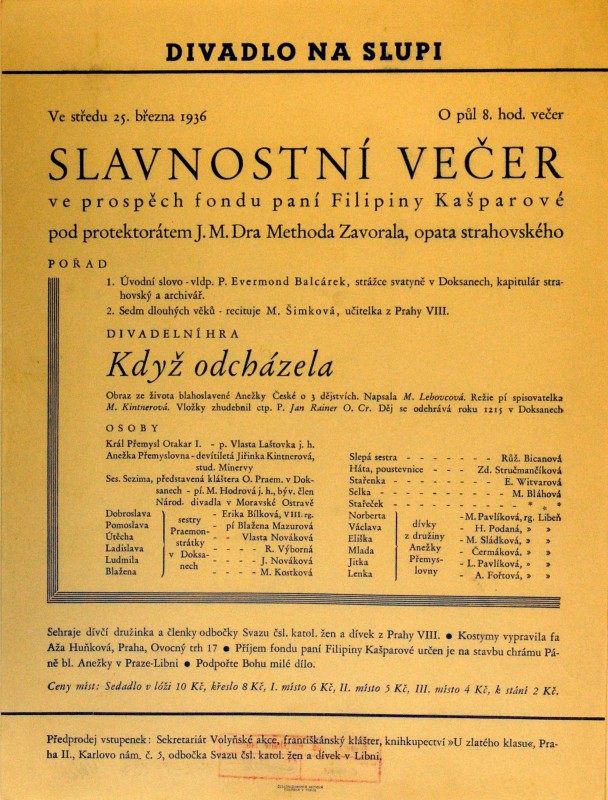 DIVADLO NA SLUPI
Ve středu 25. března 1936
O půl 8. hod. večer
SLAVNOSTNÍ VEČER
ve prospěch fondu paní Filipiny Kašparové
pod protektorátem J. M. Dra Methoda Zavorala, opata strahovského
POŘAD
1. Úvodní slovo - vldp. P. Evermond Balcárek, strážce svatyně v Doksanech, kapitulár stra-
hovský a archivář.
2. Sedm dlouhých věků - recituje M. Šimková, učitelka z Prahy VIII.
DIVADELNÍ HRA
Když odcházela
Obraz ze života blahoslavené Anežky České o 3 dějstvích. Napsala M. Lebovcová. Režie pí spisovatelka
M. Kintnerová. Vložky zhudebnil ctp. P. Jan Rainer O. Cr. Děj se odehrává roku 1215 v Doksanech
OSOBY
Král Přemysl Otakar I. - p. Vlasta Laštovka j. h.
Anežka Přemyslovna - devítiletá Jiřinka Kintnerová,
stud. Minervy
Ses. Sezima, představená kláštera O. Praem. v Dok-
sanech - pí. M. Hodrová j. h., býv. člen
Národ. divadla v Moravské Ostravě
Dobroslava
Pomoslava
Útěcha
Ladislava
Ludmila
Blažena
sestry
Praemon-
strátky
v Doksa-
nech
- Erika Bílková, VIII. rg.
- pí Blažena Mazurová
- - Vlasta Nováková
- - - - R. Výborná
- - - - J. Nováková
- - - - M. Kostková
Slepá sestra - - - - - - - Růž. Bicanová
Háta, poustevnice - - - - Zd. Stručmančíková
Stařenka - - - - - - - - E. Witvarová
Selka - - - - - - - - - M. Bláhová
Stařeček - - - - - - - - - * * *
Norberta
Václava
Eliška
Mlada
Jitka
Lenka
dívky
z družiny
Anežky
Přemys-
lovny
- M. Pavlíková, rg. Libeň
- H. Podaná, » »
- M. Sládková, » »
- Čermáková, » »
- L. Pavlíková, » »
- A. Fořtová, » »
Sehraje dívčí družinka a členky odbočky Svazu čsl. katol. žen a dívek z Prahy VIII. ● Kostymy vypravila fa
Aža Huňková, Praha, Ovocný trh 17 ● Příjem fondu paní Filipiny Kašparové určen je na stavbu chrámu Pá-
ně bl. Anežky v Praze-Libni ● Podpořte Bohu milé dílo.
Ceny míst: Sedadlo v lóži 10 Kč, křeslo 8 Kč, I. místo 6 Kč, II. místo 5 Kč, III. místo 4 Kč, k stání 2 Kč.
Předprodej vstupenek: Sekretariát Volyňské akce, františkánský klášter, knihkupectví »U zlatého klasu«, Pra-
ha II., Karlovo nám. č. 5, odbočka Svazu čsl. katol. žen a dívek v Libni.